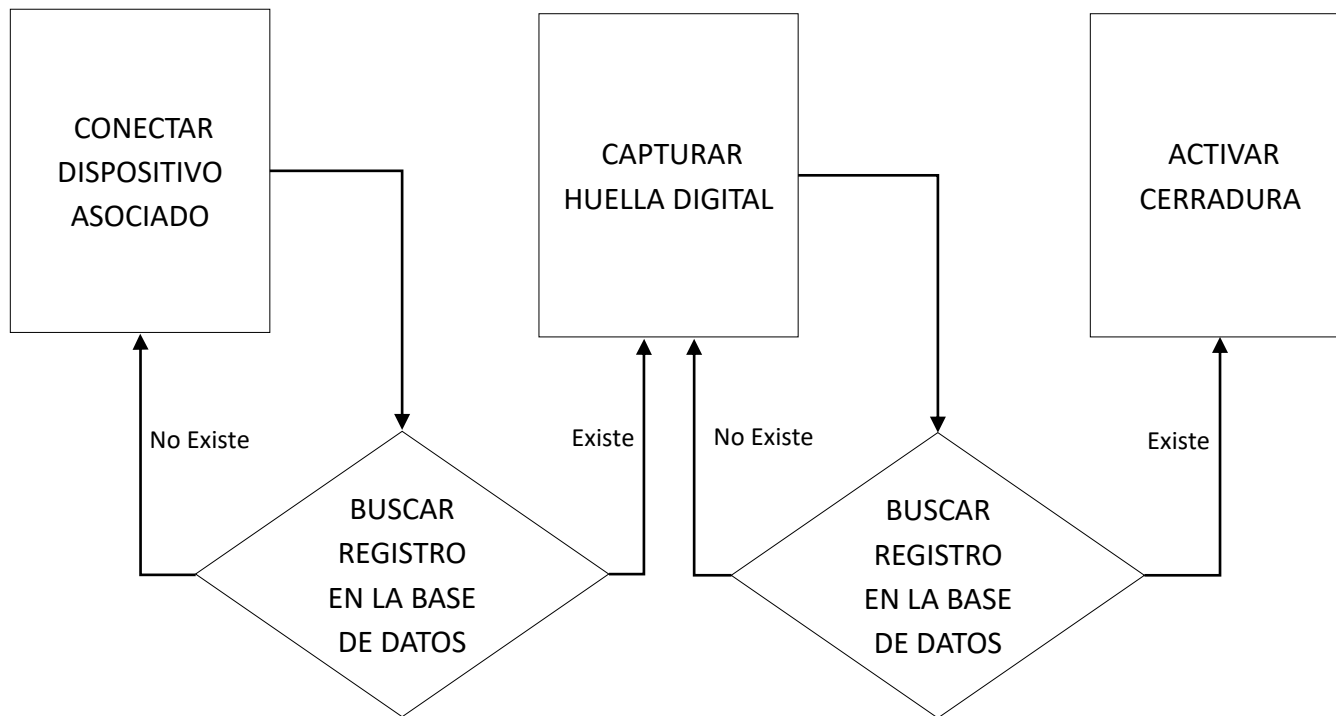 CONECTAR
DISPOSITIVO
ASOCIADO
No Existe
BUSCAR
REGISTRO
EN LA BASE
DE DATOS
Existe
CAPTURAR
HUELLA DIGITAL
No Existe
BUSCAR
REGISTRO
EN LA BASE
DE DATOS
Existe
ACTIVAR
CERRADURA